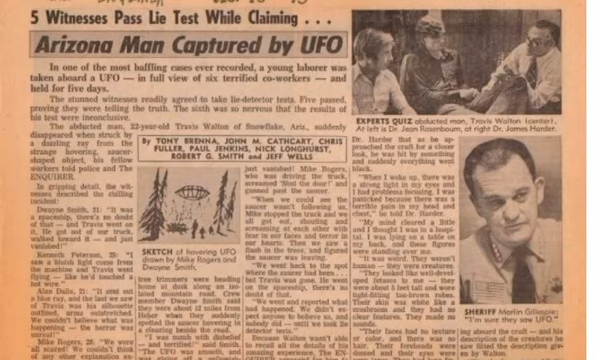 5 Witnesses Pass Lie Test While Claiming . . .
Arizona Man Captured by UFO
In one of the most baffling cases ever recorded, a young laborer was
taken aboard a UFO — in full view of six terrified co-workers — and
held for five days.
The stunned witnesses readily agreed to take lie-detector tests. Five passed,
proving they were telling the truth. The sixth was so nervous that the results of
his test were inconclusive.
The abducted man, 22-year-old Travis Walton of Snowflake, Ariz., suddenly
disappeared when struck by
a dazzling ray from the
strange hovering, saucer-
shaped object, his fellow
workers told police and The
ENQUIRER.
In gripping detail, the wit-
nesses described the chilling
incident:
Dwayne Smith, 21: "It was
a spaceship, there's no doubt
of that — and Travis went on
it. He got out of our truck,
walked toward it — and just
vanished!"
Kenneth Peterson, 25: "I
saw a bluish light come from
the machine and Travis went
flying — like he'd touched a
hot wire."
Alan Dalis, 21: "It sent out
a blue ray, and the last we saw
of Travis was his silhouette
outlined, arms outstretched.
We couldn't believe what was
happening — the horror was
unreal!"
Mike Rogers, 28: "We were
all scared! We couldn't think
of any other explanation
By TONY BRENNA, JOHN M. CATHCART, CHRIS
FULLER, PAUL JENKINS, NICK LONGHURST,
ROBERT G. SMITH and JEFF WELLS
SKETCH of hovering UFO
drawn by Mike Rogers and
Dwayne Smith.
tree trimmers were heading
home at dusk along an iso-
lated mountain road. Crew
member Dwayne Smith said
they were about 12 miles from
when they suddenly
spotted the saucer hovering in
a clearing beside the road.
"I was numb with disbelief
and terrified!" said Smith.
"The UFO was smooth, and
just vanished! Mike Rogers,
who was driving the truck,
screamed
gunned past the saucer.
"When we could see the
saucer wasn't following us,
Mike stopped the truck and we
all got out, shouting and
screaming at each other with
fear in our faces and terror in
our hearts. Then we saw a
flash in the trees, and figured
the saucer was leaving.
"We went back to the spot
where the saucer had been . . .
but Travis was gone. He went
on the spaceship, there's no
doubt of that.
"We went and reported what
had happened. We didn't
expect anyone to believe us, and
nobody did — until we took lie
detector tests."
Because Walton wasn't able
to recall all the details of his
amazing experience, The EN-
EXPERTS QUIZ abducted man, Travis Walton (center).
At left is Dr. Jean Rosenbaum, at right Dr. James Harder.
Dr. Harder that as he ap-
proached the craft for a closer
look, he was hit by something
and suddenly everything went
black.
"When I woke up, there was
a strong light in my eyes and
I had problems focusing. I was
panicked because there was a
terrible pain in my head and
chest," he told Dr. Harder.
"My mind cleared a little
and I thought I was in a hospi-
tal. I was lying on a table on
my back, and these figures
were standing over me.
"It was weird. They weren't
human — they were creatures.
"They looked like well-devel-
oped fetuses to me — they
were about 5 feet tall and wore
tight-fitting tan-brown robes.
Their skin was white like a
mushroom and they had no
clear features. They made no
sounds.
"Their faces had no texture
or color, and there was no
hair. Their foreheads were
domed and their eyes were
SHERIFF Marlin Gillespie:
"I'm sure they saw UFO."
ing aboard the craft — and his
description of the creatures he
saw fitted the description giv-
en by Walton.